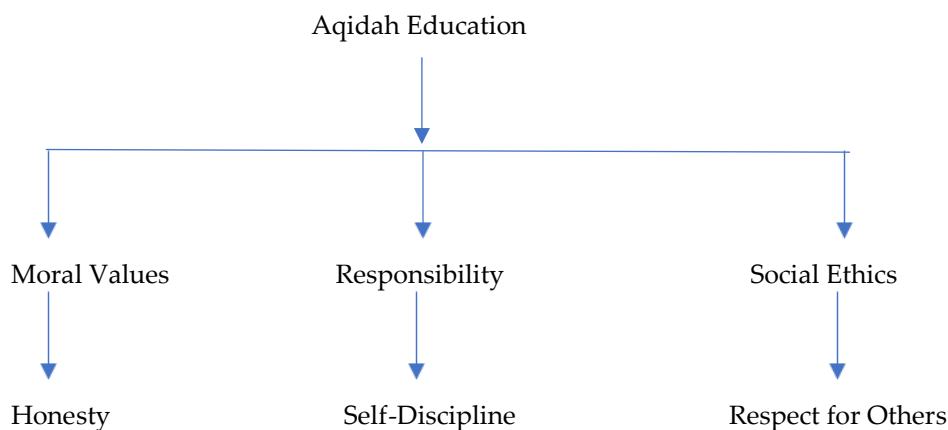 Aqidah Education
Moral Values
Responsibility
Social Ethics
Honesty
Self-Discipline
Respect for Others